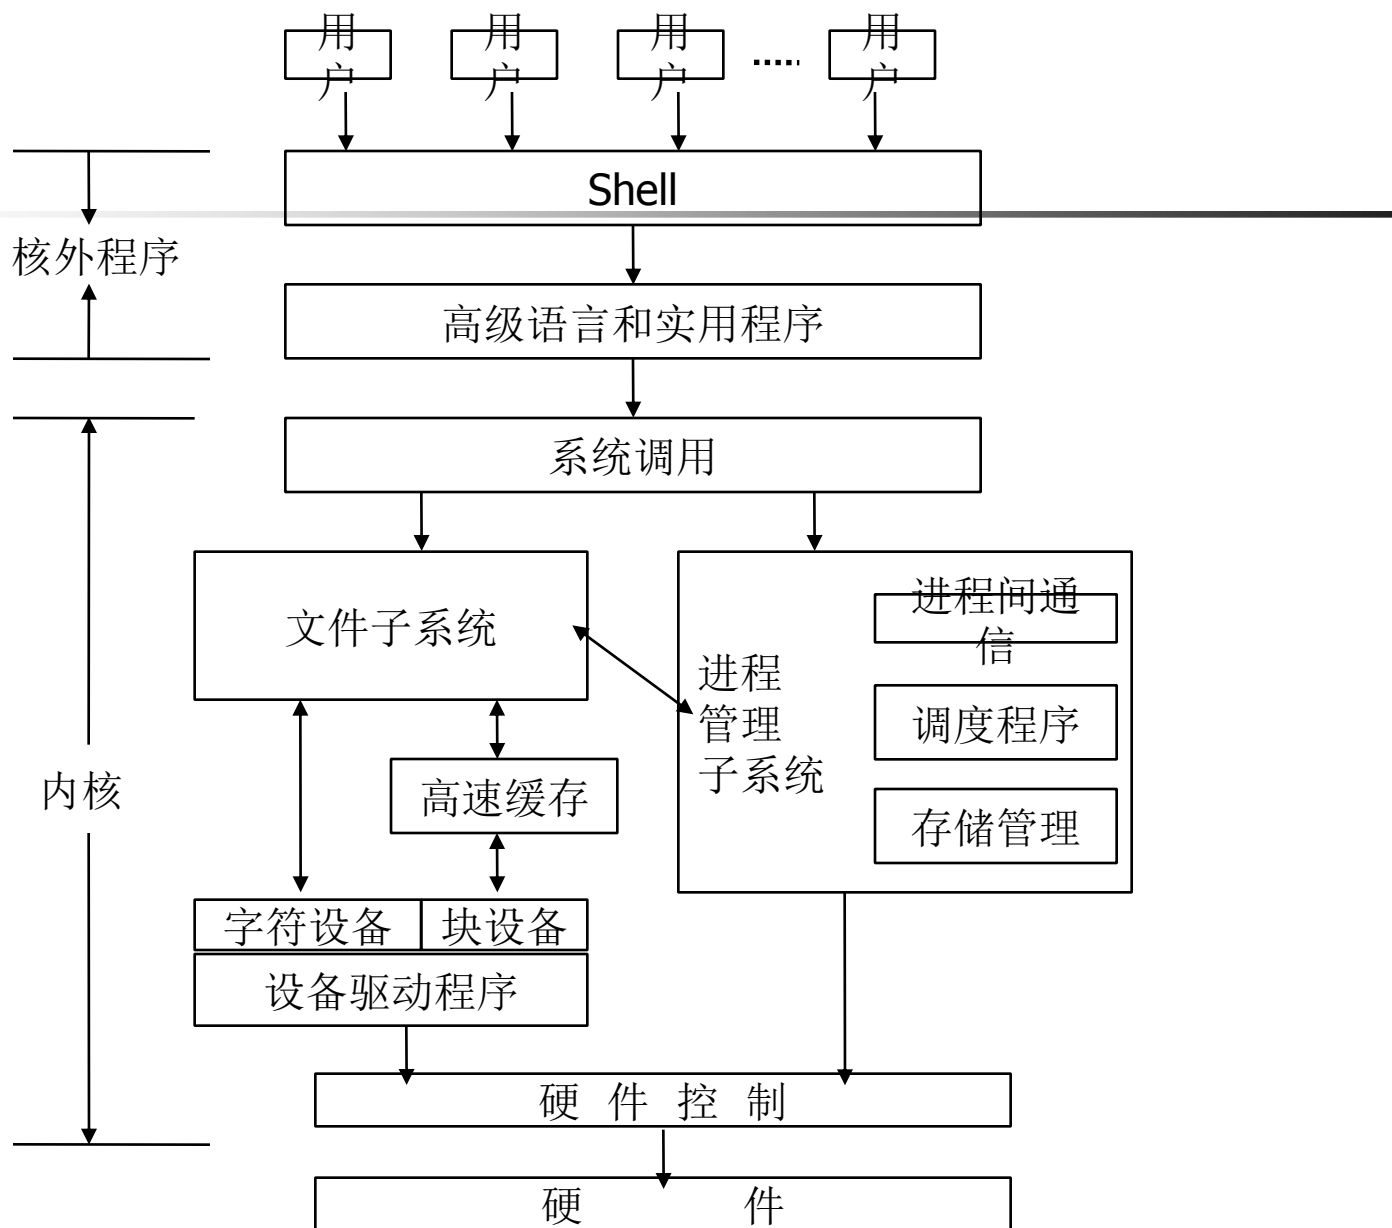 用
户
用
户
用
户
.....
用
户
Shell
核外程序
高级语言和实用程序
系统调用
文件子系统
进程间通
信
进程
管理
子系统
调度程序
内核
高速缓存
存储管理
字符设备
块设备
设备驱动程序
硬 件 控 制
硬 件